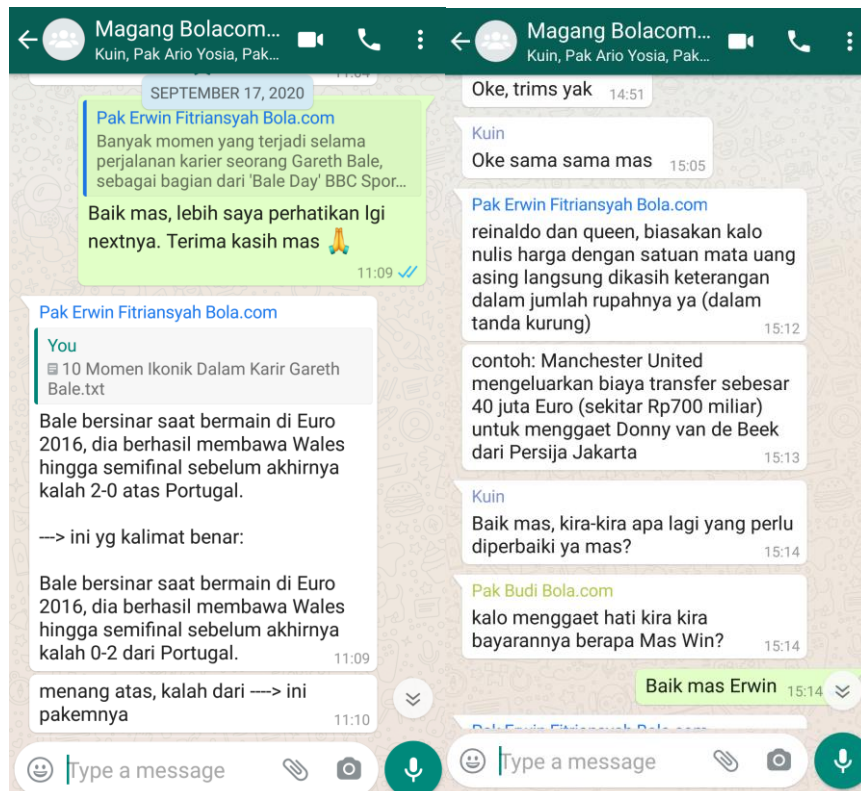 Magang Bolacom...
Kuin, Pak Ario Yosia, Pak...
11:04
SEPTEMBER 17, 2020
Pak Erwin Fitriansyah Bola.com
Banyak momen yang terjadi selama
perjalanan karier seorang Gareth Bale,
sebagai bagian dari 'Bale Day' BBC Spor...
Baik mas, lebih saya perhatikan lgi
nextnya. Terima kasih mas 🙏
11:09
Pak Erwin Fitriansyah Bola.com
You
10 Momen Ikonik Dalam Karir Gareth
Bale.txt
Bale bersinar saat bermain di Euro
2016, dia berhasil membawa Wales
hingga semifinal sebelum akhirnya
kalah 2-0 atas Portugal.
---> ini yg kalimat benar:
Bale bersinar saat bermain di Euro
2016, dia berhasil membawa Wales
hingga semifinal sebelum akhirnya
kalah 0-2 dari Portugal.
11:09
menang atas, kalah dari ----> ini
pakemnya
11:10
Type a message
Magang Bolacom...
Kuin, Pak Ario Yosia, Pak...
Oke, trims yak 14:51
Kuin
Oke sama sama mas 15:05
Pak Erwin Fitriansyah Bola.com
reinaldo dan queen, biasakan kalo
nulis harga dengan satuan mata uang
asing langsung dikasih keterangan
dalam jumlah rupahnya ya (dalam
tanda kurung)
15:12
contoh: Manchester United
mengeluarkan biaya transfer sebesar
40 juta Euro (sekitar Rp700 miliar)
untuk menggaet Donny van de Beek
dari Persija Jakarta
15:13
Kuin
Baik mas, kira-kira apa lagi yang perlu
diperbaiki ya mas?
15:14
Pak Budi Bola.com
kalo menggaet hati kira kira
bayarannya berapa Mas Win?
15:14
Baik mas Erwin 15:14
Pak Erwin Fitriansyah Bola.com
Type a message